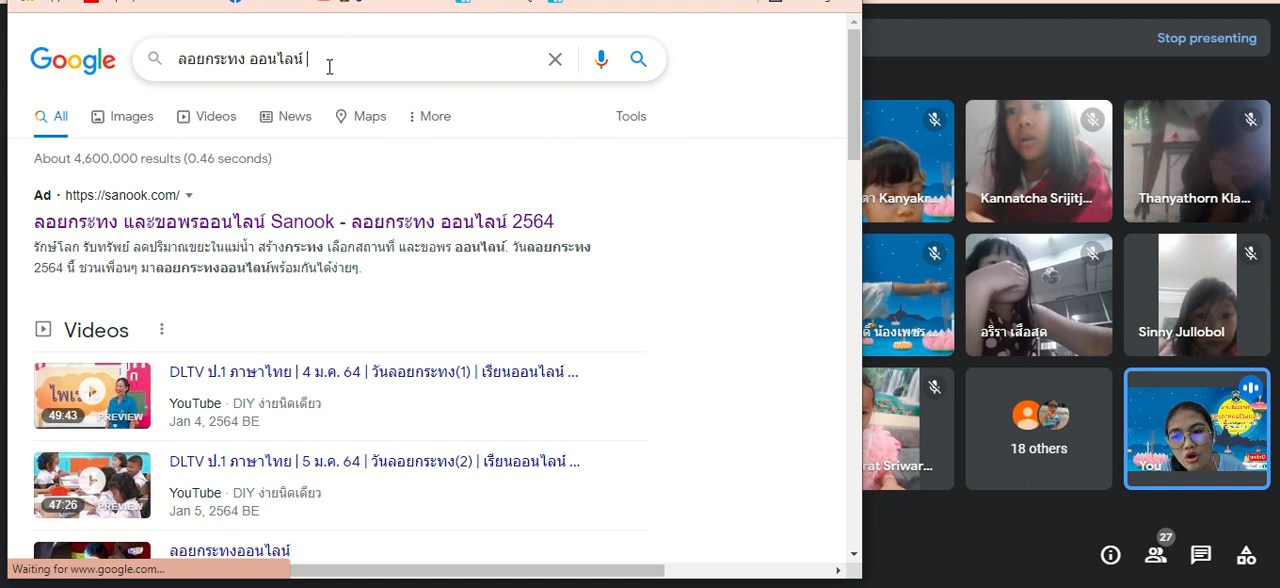 Google
ลอยกระทง ออนไลน์
All
Images
Videos
News
Maps
More
Tools
About 4,600,000 results (0.46 seconds)
Ad · https://sanook.com/
ลอยกระทง และขอพรออนไลน์ Sanook - ลอยกระทง ออนไลน์ 2564
รักษ์โลก รับทรัพย์ ลดปริมาณขยะในแม่น้ำ สร้างกระทง เลือกสถานที่ และขอพร ออนไลน์. วันลอยกระทง
2564 นี้ ชวนเพื่อนๆ มาลอยกระทงออนไลน์พร้อมกันได้ง่ายๆ.
Videos
49:43
PREVIEW
DLTV ป.1 ภาษาไทย | 4 ม.ค. 64 | วันลอยกระทง(1) | เรียนออนไลน์ ...
YouTube · DIY ง่ายนิดเดียว
Jan 4, 2564 BE
47:26
PREVIEW
DLTV ป.1 ภาษาไทย | 5 ม.ค. 64 | วันลอยกระทง(2) | เรียนออนไลน์ ...
YouTube · DIY ง่ายนิดเดียว
Jan 5, 2564 BE
ลอยกระทงออนไลน์
Waiting for www.google.com...
Stop presenting
Kanyakr...
Kannatcha Srijitj...
Thanyathorn Kla...
น้องเพชร...
อริรา เสือสุด
Sinny Jullobol
rat Sriwar...
18 others
You
27